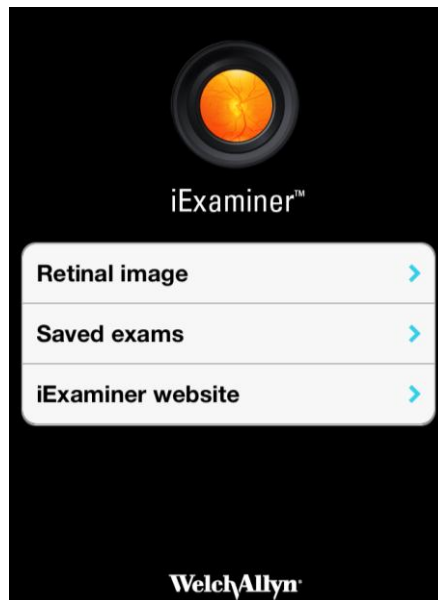 iExaminer™
Retinal image
Saved exams
iExaminer website
WelchAllyn®